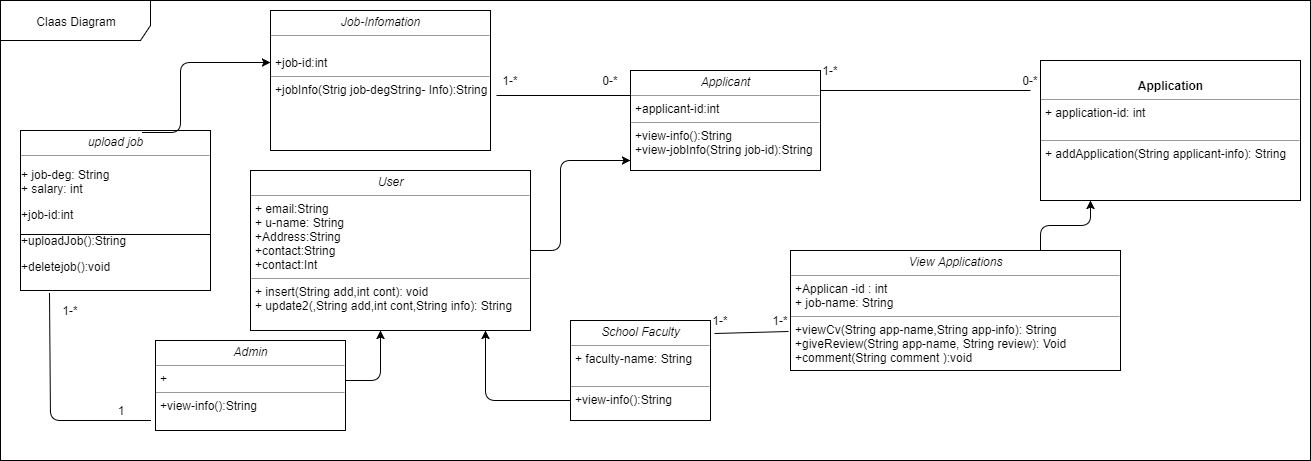 Claas Diagram
Job-Infomation
+job-id:int
+jobInfo(Strig job-degString- Info):String
1-*
0-*
Applicant
+applicant-id:int
+view-info():String
+view-jobInfo(String job-id):String
1-*
0-*
Application
+ application-id: int
+ addApplication(String applicant-info): String
upload job
+ job-deg: String
+ salary: int
+job-id:int
+uploadJob():String
+deletejob():void
User
+ email:String
+ u-name: String
+Address:String
+contact:String
+contact:Int
+ insert(String add,int cont): void
+ update2(,String add,int cont,String info): String
View Applications
+Applican -id : int
+ job-name: String
+viewCv(String app-name,String app-info): String
+giveReview(String app-name, String review): Void
+comment(String comment ):void
School Faculty
+ faculty-name: String
+view-info():String
1-*
1-*
Admin
+
+view-info():String
1-*
1